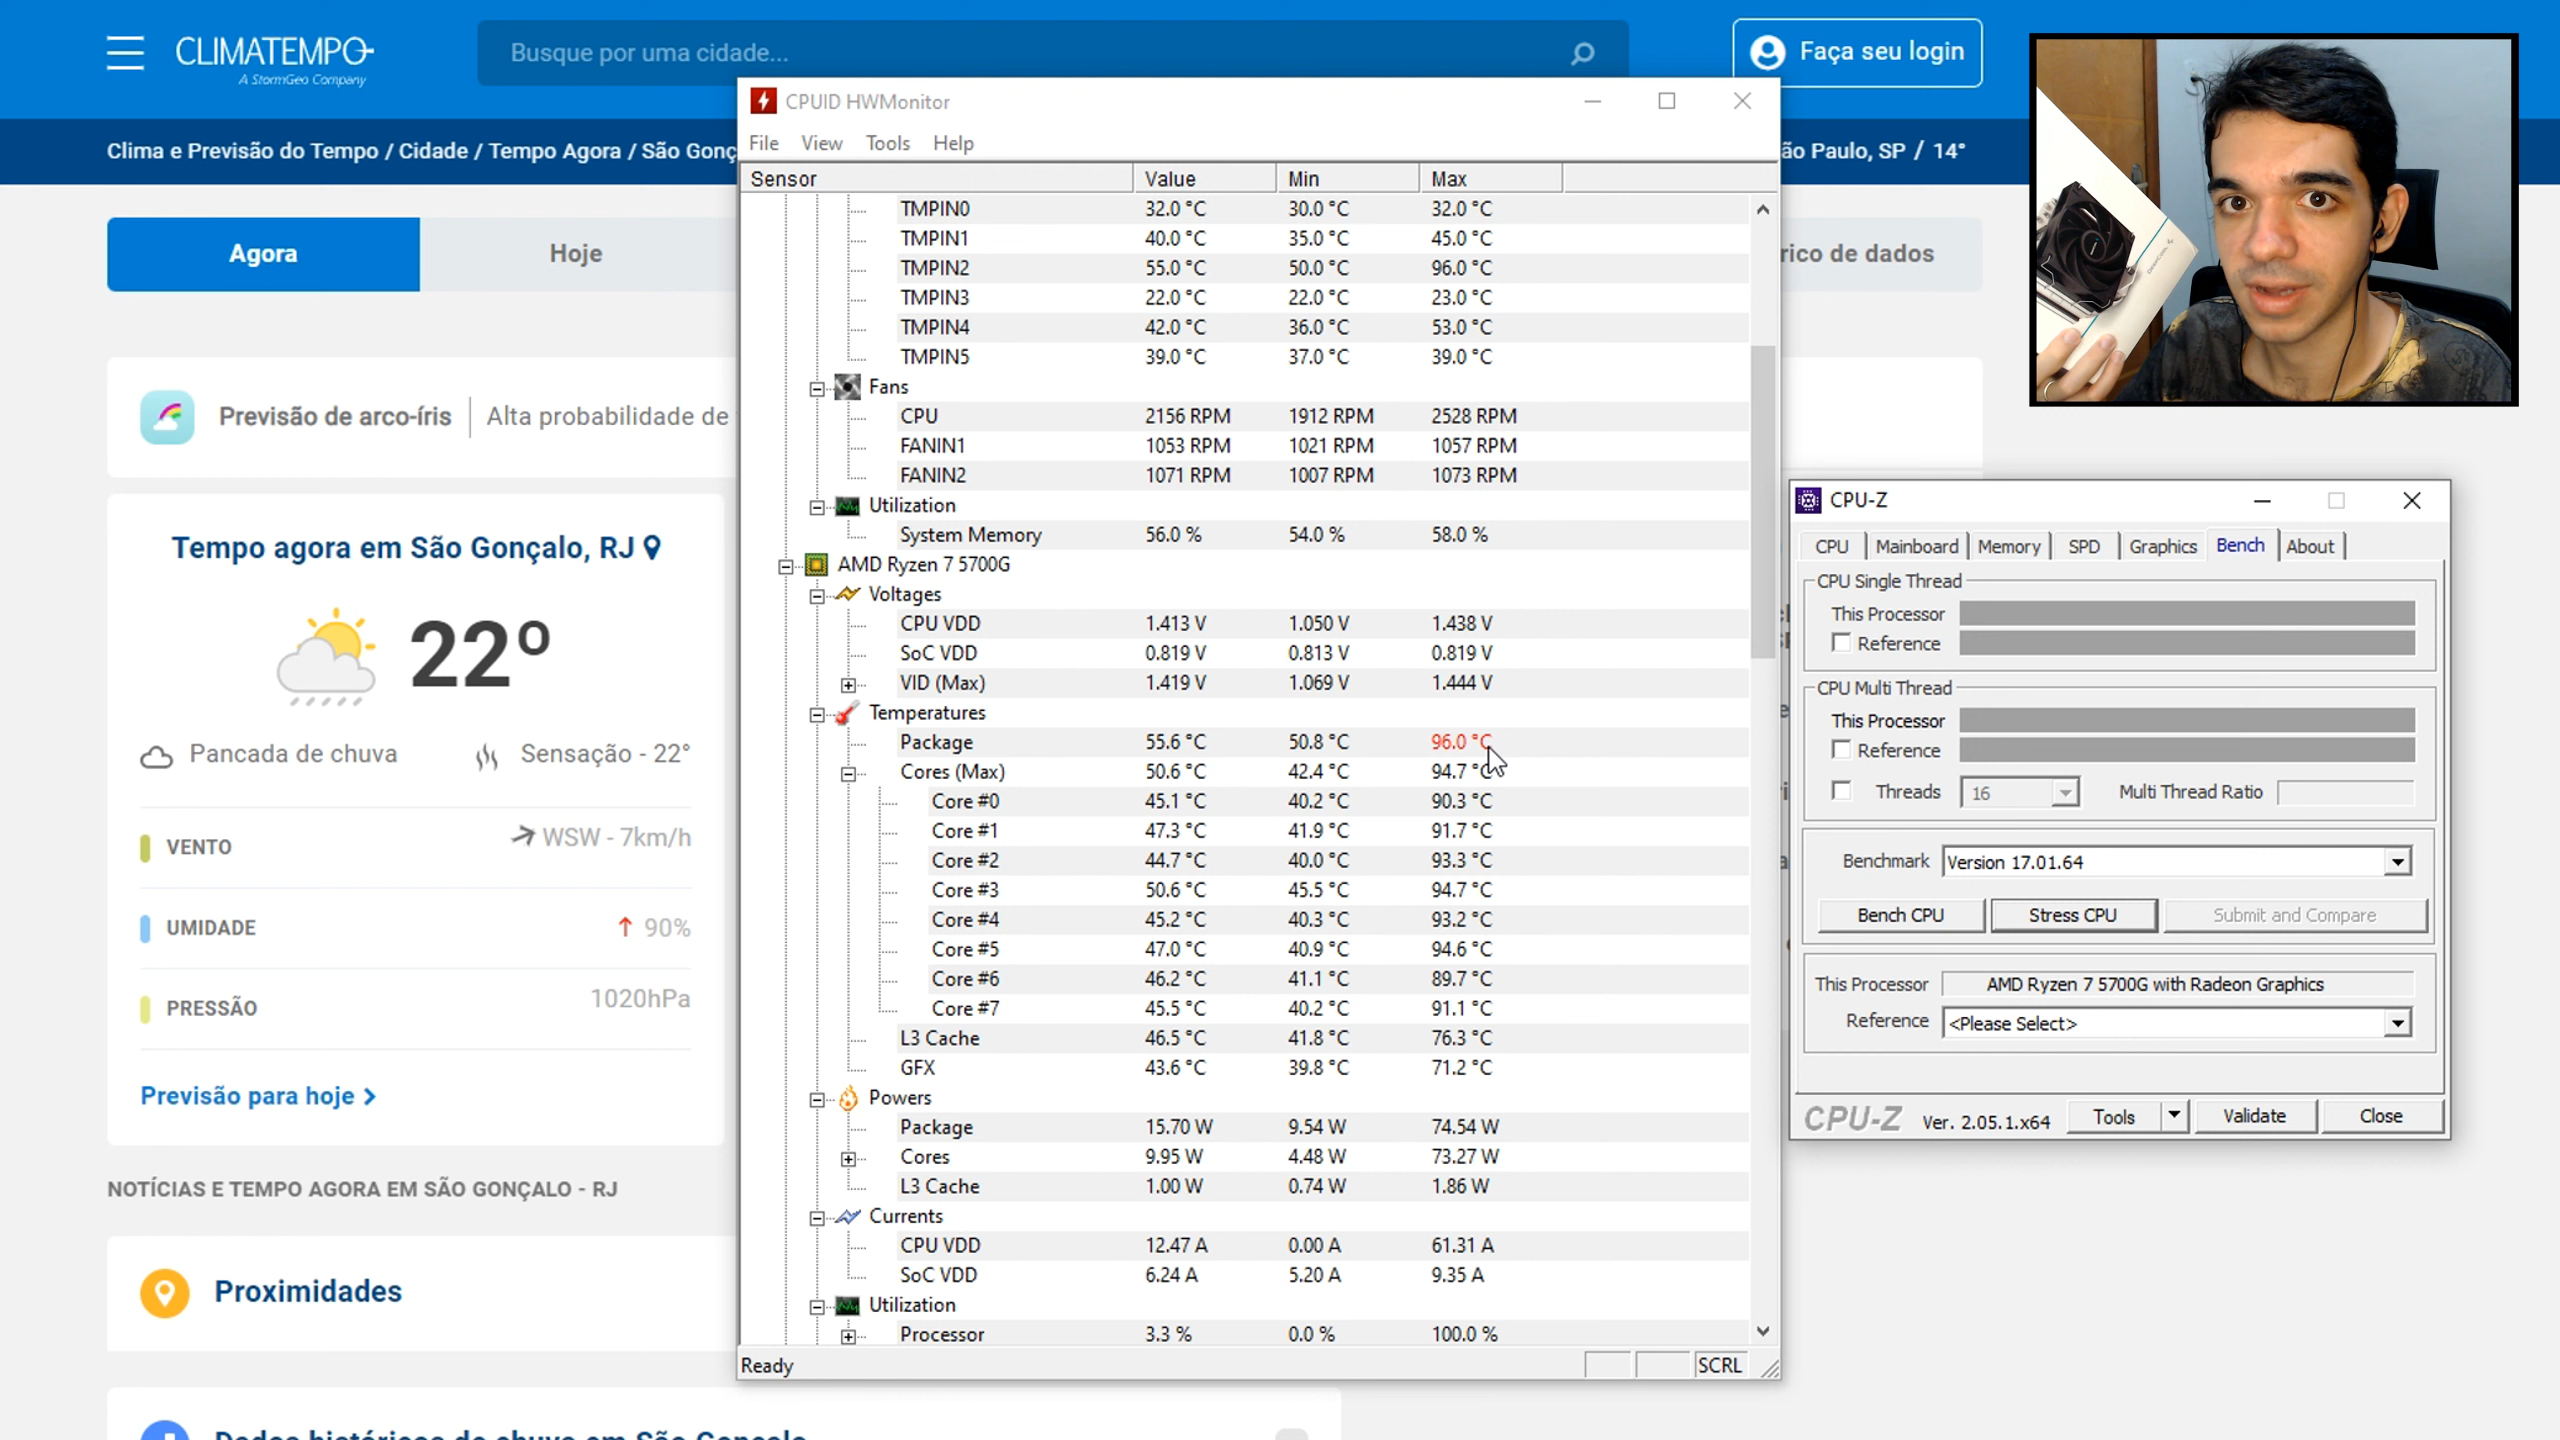 CLIMATEMPO
A StormGeo Company
Busque por uma cidade...
Faça seu login
Clima e Previsão do Tempo / Cidade / Tempo Agora / São Gonç
ão Paulo, SP / 14°
Agora
Hoje
rico de dados
Previsão de arco-íris
Alta probabilidade de
Tempo agora em São Gonçalo, RJ
22°
Pancada de chuva
Sensação - 22°
VENTO
WSW - 7km/h
UMIDADE
90%
PRESSÃO
1020hPa
Previsão para hoje
NOTÍCIAS E TEMPO AGORA EM SÃO GONÇALO - RJ
Proximidades
Dados históricos de chuva em São Gonçalo
CPUID HWMonitor
File View Tools Help
Sensor Value Min Max
TMPIN0 32.0 °C 30.0 °C 32.0 °C
TMPIN1 40.0 °C 35.0 °C 45.0 °C
TMPIN2 55.0 °C 50.0 °C 96.0 °C
TMPIN3 22.0 °C 22.0 °C 23.0 °C
TMPIN4 42.0 °C 36.0 °C 53.0 °C
TMPIN5 39.0 °C 37.0 °C 39.0 °C
Fans
CPU 2156 RPM 1912 RPM 2528 RPM
FANIN1 1053 RPM 1021 RPM 1057 RPM
FANIN2 1071 RPM 1007 RPM 1073 RPM
Utilization
System Memory 56.0 % 54.0 % 58.0 %
AMD Ryzen 7 5700G
Voltages
CPU VDD 1.413 V 1.050 V 1.438 V
SoC VDD 0.819 V 0.813 V 0.819 V
VID (Max) 1.419 V 1.069 V 1.444 V
Temperatures
Package 55.6 °C 50.8 °C 96.0 °C
Cores (Max) 50.6 °C 42.4 °C 94.7 °C
Core #0 45.1 °C 40.2 °C 90.3 °C
Core #1 47.3 °C 41.9 °C 91.7 °C
Core #2 44.7 °C 40.0 °C 93.3 °C
Core #3 50.6 °C 45.5 °C 94.7 °C
Core #4 45.2 °C 40.3 °C 93.2 °C
Core #5 47.0 °C 40.9 °C 94.6 °C
Core #6 46.2 °C 41.1 °C 89.7 °C
Core #7 45.5 °C 40.2 °C 91.1 °C
L3 Cache 46.5 °C 41.8 °C 76.3 °C
GFX 43.6 °C 39.8 °C 71.2 °C
Powers
Package 15.70 W 9.54 W 74.54 W
Cores 9.95 W 4.48 W 73.27 W
L3 Cache 1.00 W 0.74 W 1.86 W
Currents
CPU VDD 12.47 A 0.00 A 61.31 A
SoC VDD 6.24 A 5.20 A 9.35 A
Utilization
Processor 3.3 % 0.0 % 100.0 %
Ready
SCRL
CPU-Z
CPU Mainboard Memory SPD Graphics Bench About
CPU Single Thread
This Processor
Reference
CPU Multi Thread
This Processor
Reference
Threads 16 Multi Thread Ratio
Benchmark Version 17.01.64
Bench CPU Stress CPU Submit and Compare
This Processor AMD Ryzen 7 5700G with Radeon Graphics
Reference <Please Select>
CPU-Z Ver. 2.05.1.x64 Tools Validate Close